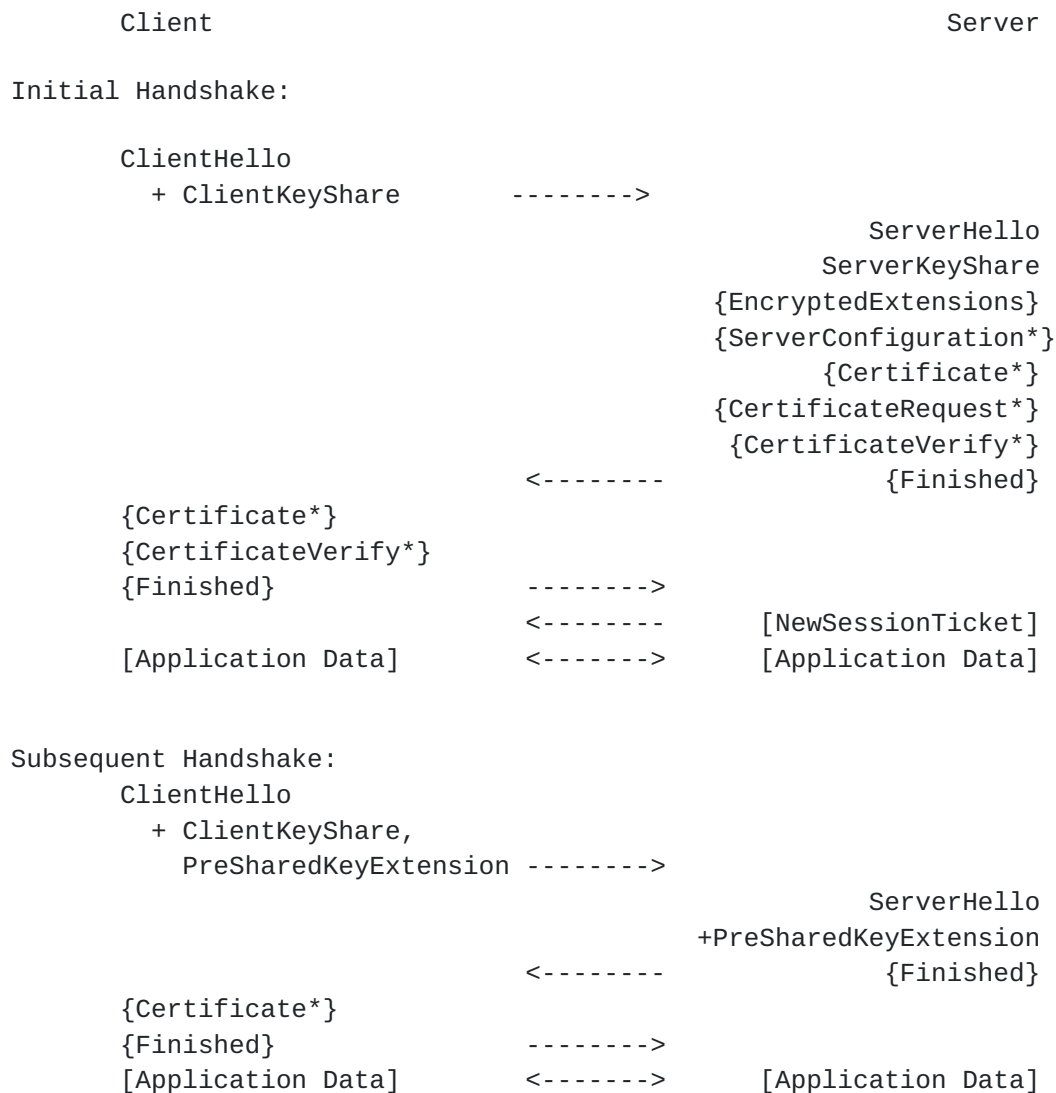 Client                                               Server

Initial Handshake:

       ClientHello
         + ClientKeyShare       -------->
                                                       ServerHello
                                                    ServerKeyShare
                                             {EncryptedExtensions}
                                             {ServerConfiguration*}
                                                    {Certificate*}
                                             {CertificateRequest*}
                                              {CertificateVerify*}
                                 <--------              {Finished}
       {Certificate*}
       {CertificateVerify*}
       {Finished}                -------->
                                 <--------      [NewSessionTicket]
       [Application Data]        <------->      [Application Data]


Subsequent Handshake:
       ClientHello
         + ClientKeyShare,
           PreSharedKeyExtension -------->
                                                       ServerHello
                                            +PreSharedKeyExtension
                                 <--------              {Finished}
       {Certificate*}
       {Finished}                -------->
       [Application Data]        <------->      [Application Data]